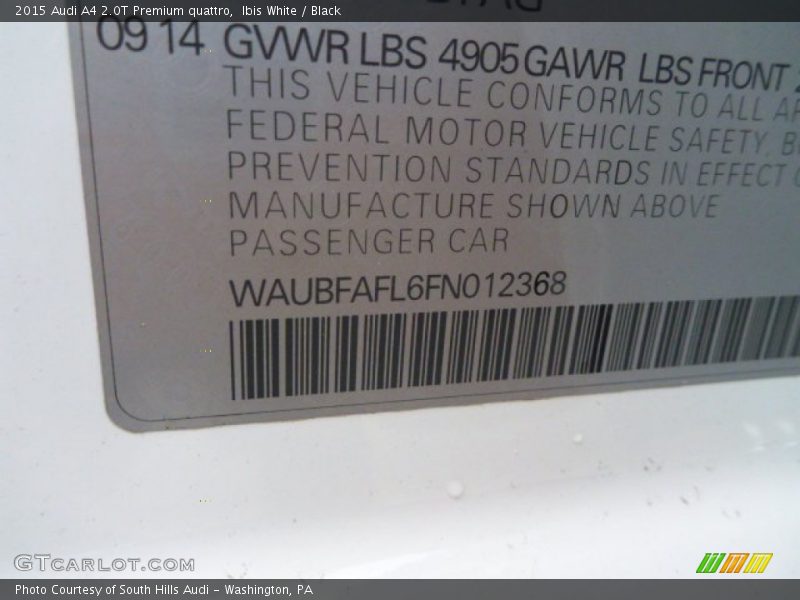 2015 Audi A4 2.0T Premium quattro, Ibis White / Black
09 14 GVWR LBS 4905 GAWR LBS FRONT
THIS VEHICLE CONFORMS TO ALL
FEDERAL MOTOR VEHICLE SAFETY,
PREVENTION STANDARDS IN EFFECT
MANUFACTURE SHOWN ABOVE
PASSENGER CAR
WAUBFAFL6FN012368
GTCARLOT.COM
Photo Courtesy of South Hills Audi - Washington, PA